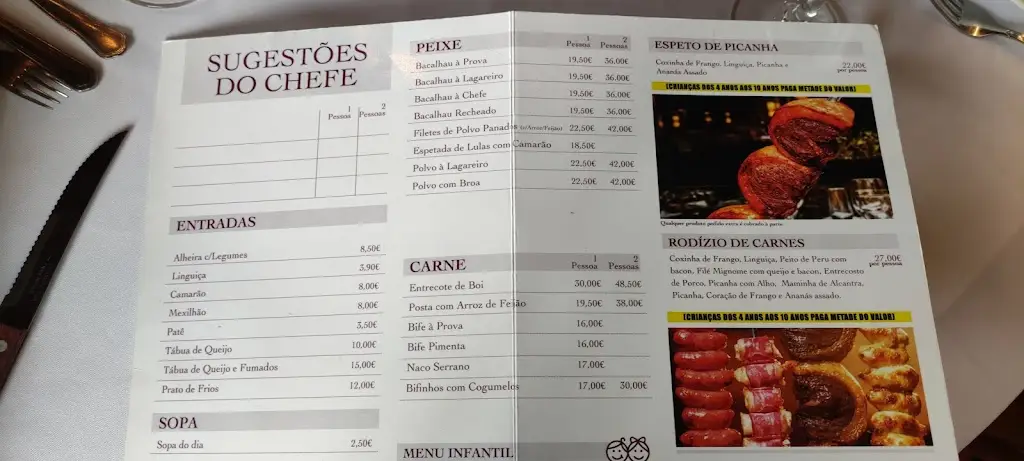 SUGESTÕES
DO CHEFE
1 Pessoa 2 Pessoas
ENTRADAS
Alheira c/Legumes 8,50€
Linguiça 3,90€
Camarão 8,00€
Mexilhão 8,00€
Patê 3,50€
Tábua de Queijo 10,00€
Tábua de Queijo e Fumados 15,00€
Prato de Frios 12,00€
SOPA
Sopa do dia 2,50€
PEIXE 1 Pessoa 2 Pessoas
Bacalhau à Prova 19,50€ 36,00€
Bacalhau à Lagareiro 19,50€ 36,00€
Bacalhau à Chefe 19,50€ 36,00€
Bacalhau Recheado 19,50€ 36,00€
Filetes de Polvo Panados (c/Arroz/Feijão) 22,50€ 42,00€
Espetada de Lulas com Camarão 18,50€
Polvo à Lagareiro 22,50€ 42,00€
Polvo com Broa 22,50€ 42,00€
CARNE 1 Pessoa 2 Pessoas
Entrecote de Boi 30,00€ 48,50€
Posta com Arroz de Feijão 19,50€ 38,00€
Bife à Prova 16,00€
Bife Pimenta 16,00€
Naco Serrano 17,00€
Bifinhos com Cogumelos 17,00€ 30,00€
MENU INFANTIL
ESPETO DE PICANHA
Coxinha de Frango, Linguiça, Picanha e
Ananás Assado
22,00€
por pessoa
(CRIANÇAS DOS 4 ANOS AOS 10 ANOS PAGA METADE DO VALOR)
Qualquer produto pedido extra é cobrado à parte.
RODÍZIO DE CARNES
Coxinha de Frango, Linguiça, Peito de Peru com
bacon, Filé Mignome com queijo e bacon, Entrecosto
de Porco, Picanha com Alho, Maminha de Alcantra,
Picanha, Coração de Frango e Ananás assado.
27,00€
por pessoa
(CRIANÇAS DOS 4 ANOS AOS 10 ANOS PAGA METADE DO VALOR)